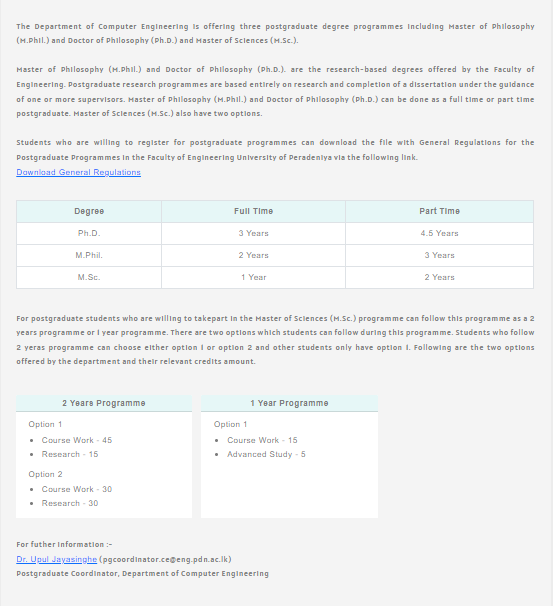 The Department of Computer Engineering is offering three postgraduate degree programmes including Master of Philosophy
(M.Phil.) and Doctor of Philosophy (Ph.D.) and Master of Sciences (M.Sc.).
Master of Philosophy (M.Phil.) and Doctor of Philosophy (Ph.D.). are the research-based degrees offered by the Faculty of
Engineering. Postgraduate research programmes are based entirely on research and completion of a dissertation under the guidance
of one or more supervisors. Master of Philosophy (M.Phil.) and Doctor of Philosophy (Ph.D.) can be done as a full time or part time
postgraduate. Master of Sciences (M.Sc.) also have two options.
Students who are willing to register for postgraduate programmes can download the file with General Regulations for the
Postgraduate Programmes in the Faculty of Engineering University of Peradeniya via the following link.
Download General Regulations
Degree Full Time Part Time
Ph.D. 3 Years 4.5 Years
M.Phil. 2 Years 3 Years
M.Sc. 1 Year 2 Years
For postgraduate students who are willing to takepart in the Master of Sciences (M.Sc.) programme can follow this programme as a 2
years programme or 1 year programme. There are two options which students can follow during this programme. Students who follow
2 yeras programme can choose either option 1 or option 2 and other students only have option 1. Following are the two options
offered by the department and their relevant credits amount.
2 Years Programme
Option 1
• Course Work - 45
• Research - 15
Option 2
• Course Work - 30
• Research - 30
1 Year Programme
Option 1
• Course Work - 15
• Advanced Study - 5
For futher information :-
Dr. Upul Jayasinghe (pgcoordinator.ce@eng.pdn.ac.lk)
Postgraduate Coordinator, Department of Computer Engineering